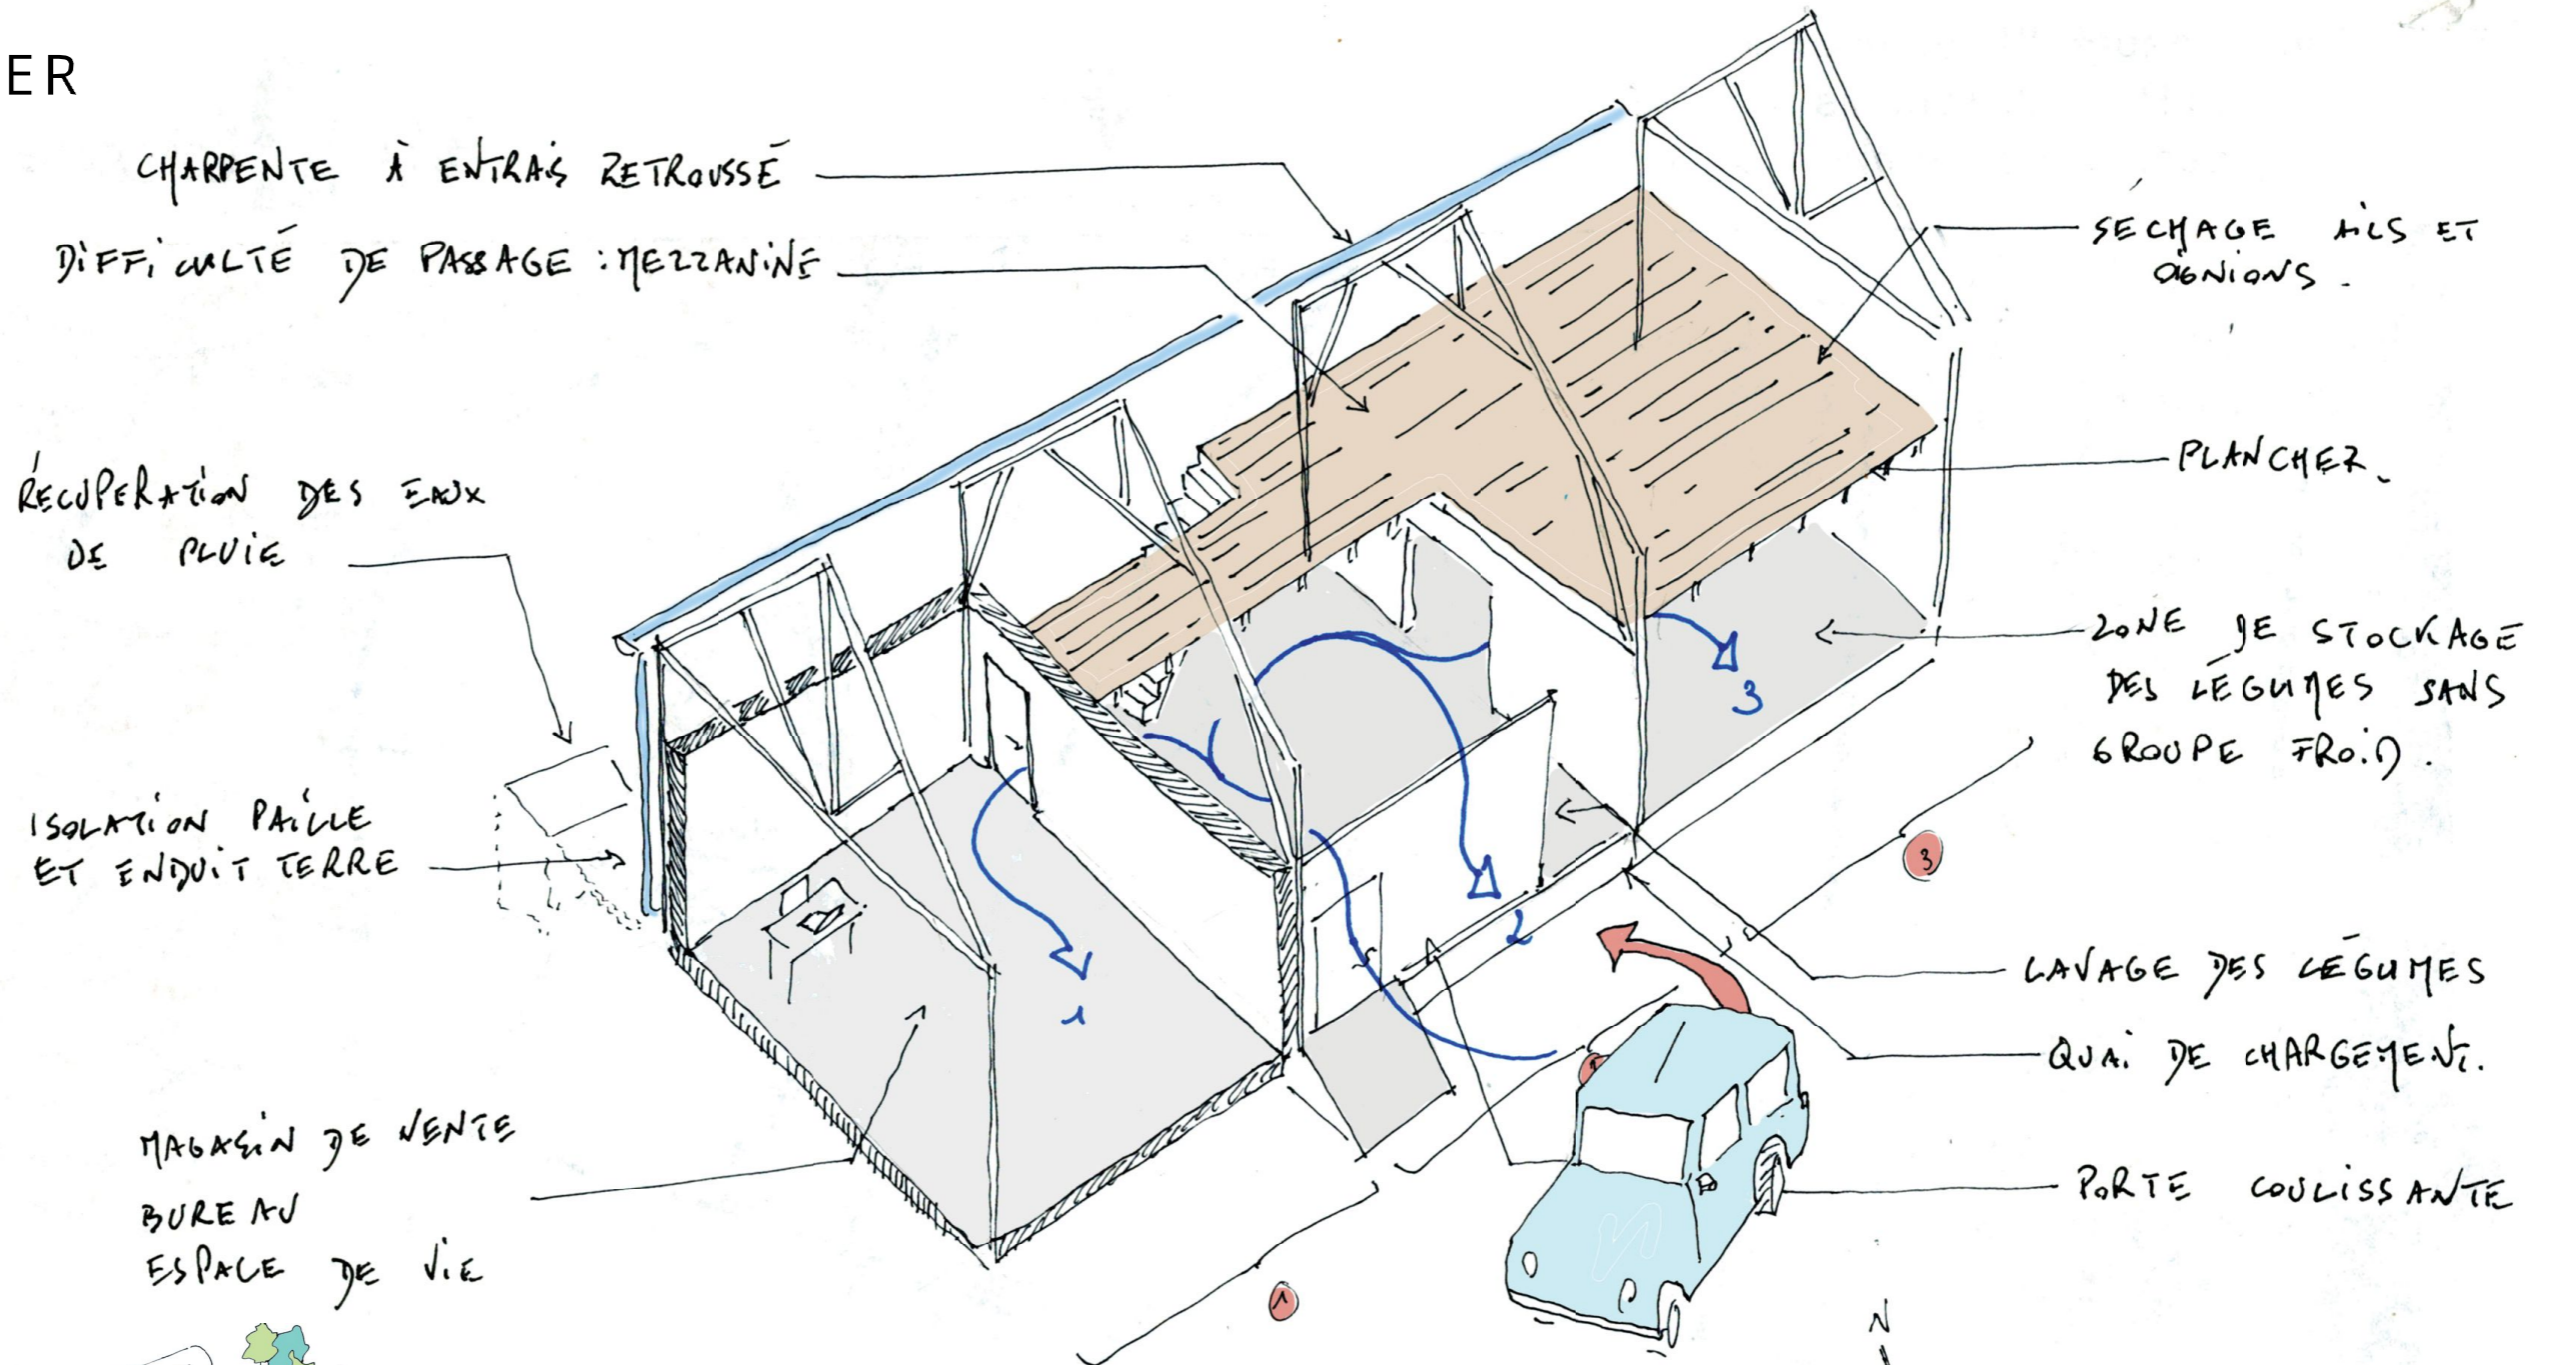 ER
CHARPENTE À ENTRAIS RETROUSSÉ
DIFFICULTÉ DE PASSAGE : MEZZANINE
SÉCHAGE AILS ET
OIGNIONS.
RÉCUPERATION DES EAUX
DE PLUIE
PLANCHER.
ZONE DE STOCKAGE
DES LÉGUMES SANS
GROUPE FROID.
3
ISOLATION PAILLE
ET ENDUIT TERRE
3
2
1
LAVAGE DES LÉGUMES
QUAI DE CHARGEMENT.
MAGASIN DE VENTE
BUREAU
ESPACE DE VIE
PORTE COULISSANTE
1
N